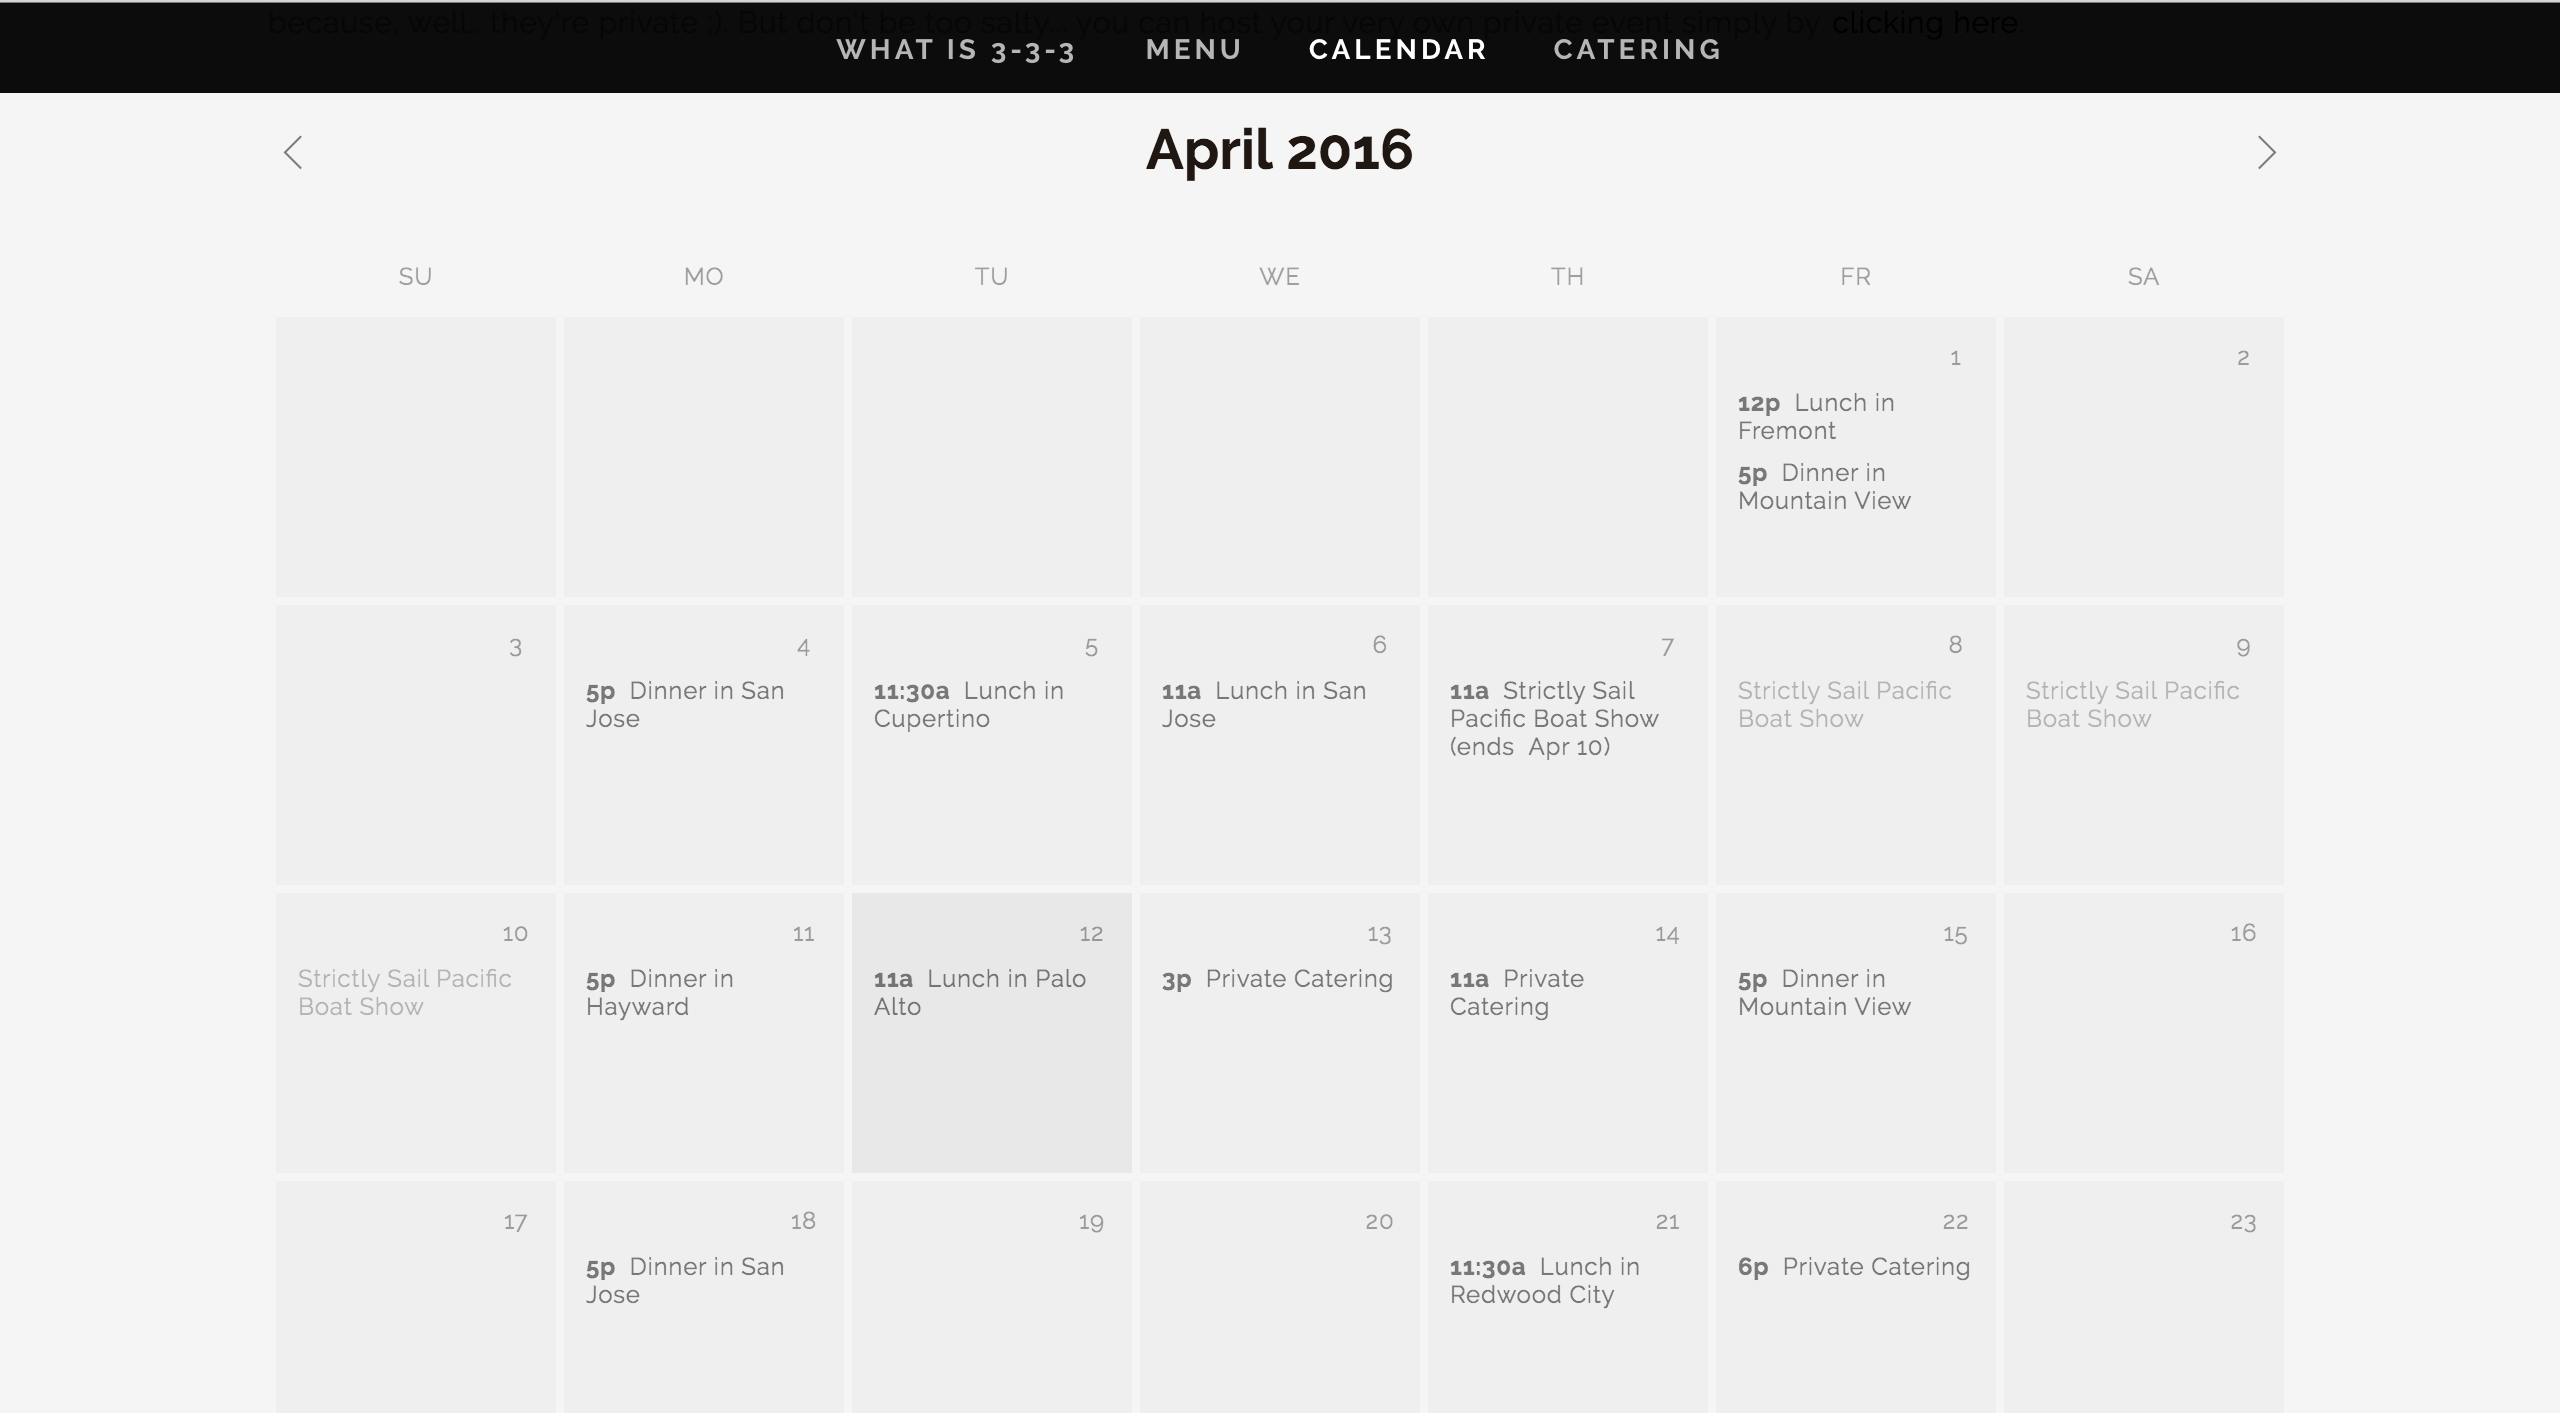 because, well.. they're private ;). But don't be too salty... you can host your very own private event simply by clicking here.
WHAT IS 3-3-3 MENU CALENDAR CATERING
April 2016
SU MO TU WE TH FR SA
1
12p Lunch in
Fremont
5p Dinner in
Mountain View
2
3
4
5p Dinner in San
Jose
5
11:30a Lunch in
Cupertino
6
11a Lunch in San
Jose
7
11a Strictly Sail
Pacific Boat Show
(ends Apr 10)
8
Strictly Sail Pacific
Boat Show
9
Strictly Sail Pacific
Boat Show
10
Strictly Sail Pacific
Boat Show
11
5p Dinner in
Hayward
12
11a Lunch in Palo
Alto
13
3p Private Catering
14
11a Private
Catering
15
5p Dinner in
Mountain View
16
17
18
5p Dinner in San
Jose
19
20
21
11:30a Lunch in
Redwood City
22
6p Private Catering
23